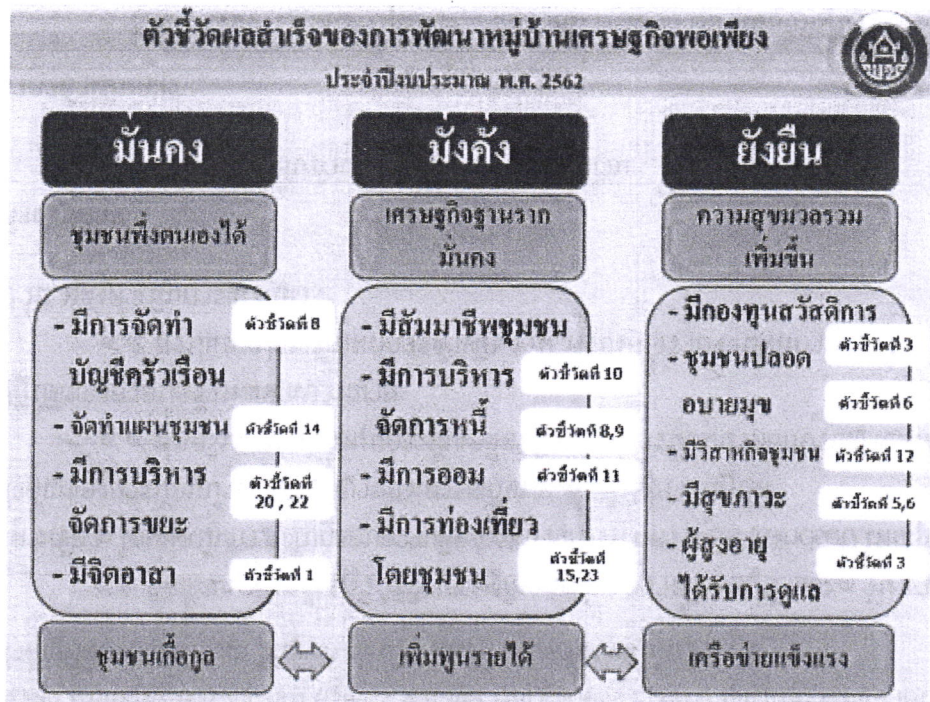 ตัวชี้วัดผลสำเร็จของการพัฒนาหมู่บ้านเศรษฐกิจพอเพียง
ประจำปีงบประมาณ พ.ศ. 2562
มั่นคง
ชุมชนพึ่งตนเองได้
- มีการจัดทำ ตัวชี้วัดที่ 8
บัญชีครัวเรือน
- จัดทำแผนชุมชน ตัวชี้วัดที่ 14
- มีการบริหาร ตัวชี้วัดที่
20 , 22
จัดการขยะ
- มีจิตอาสา ตัวชี้วัดที่ 1
ชุมชนเกื้อกูล
มั่งคั่ง
เศรษฐกิจฐานราก
มั่นคง
- มีสัมมาชีพชุมชน
- มีการบริหาร ตัวชี้วัดที่ 10
จัดการหนี้ ตัวชี้วัดที่ 8,9
- มีการออม ตัวชี้วัดที่ 11
- มีการท่องเที่ยว
โดยชุมชน ตัวชี้วัดที่
15,23
เพิ่มพูนรายได้
ยั่งยืน
ความสุขมวลรวม
เพิ่มขึ้น
- มีกองทุนสวัสดิการ
ตัวชี้วัดที่ 3
- ชุมชนปลอด
อบายมุข ตัวชี้วัดที่ 6
- มีวิสาหกิจชุมชน ตัวชี้วัดที่ 12
- มีสุขภาวะ ตัวชี้วัดที่ 5,6
- ผู้สูงอายุ ตัวชี้วัดที่ 3
ได้รับการดูแล
เครือข่ายแข็งแรง